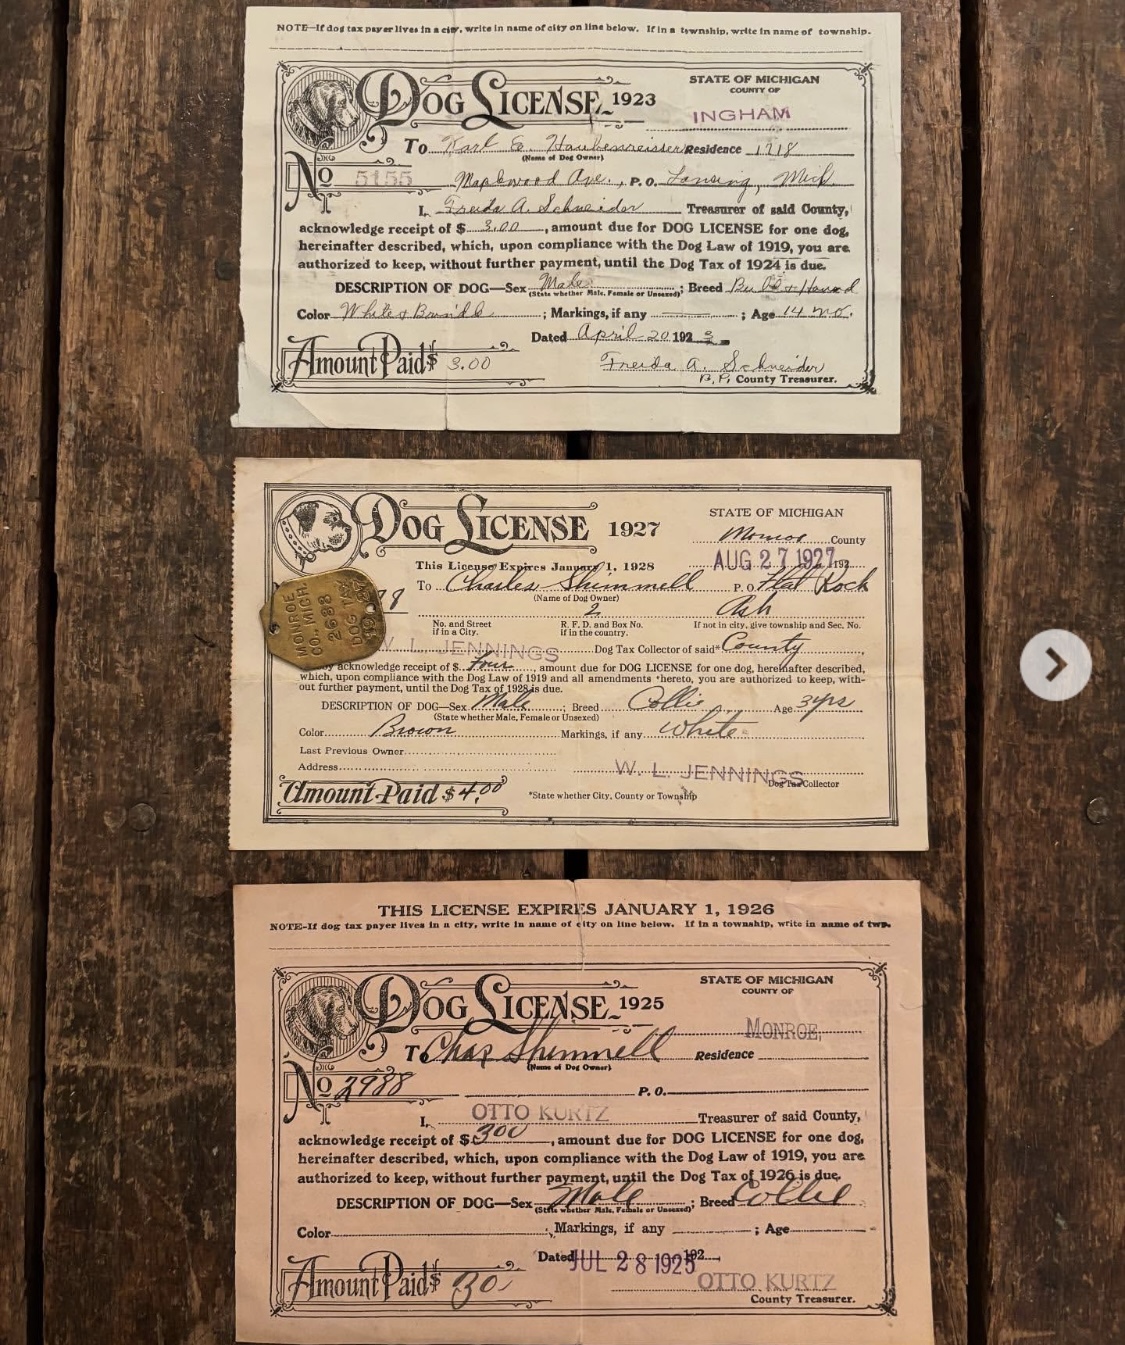 NOTE—If dog tax payer lives in a city, write in name of city on line below. If in a township, write in name of township.
DOG LICENSE 1923
STATE OF MICHIGAN
COUNTY OF
INGHAM
To Karl E. Haubenreisser Residence 1218
(Name of Dog Owner)
No 5155 Maplewood Ave., P. O. Lansing, Mich.
I, Freida A. Schneider Treasurer of said County,
acknowledge receipt of $ 3.00, amount due for DOG LICENSE for one dog,
hereinafter described, which, upon compliance with the Dog Law of 1919, you are
authorized to keep, without further payment, until the Dog Tax of 1924 is due.
DESCRIPTION OF DOG—Sex Male ; Breed
(State whether Male, Female or Unsexed)
Color White & ; Markings, if any ; Age 14 mo.
Dated April 20 192 3
Amount Paid $ 3.00
Freida A. Schneider
County Treasurer.
DOG LICENSE 1927
STATE OF MICHIGAN
Monroe County
This License Expires January 1, 1928
AUG 27 1927 192
To Charles Shimmell P. O. Flat Rock
(Name of Dog Owner)
8 2 Ash
No. and Street if in a City.
R. F. D. and Box No. if in the country.
If not in city, give township and Sec. No.
MONROE
CO. MICH
2688
DOG TAX
W. L. JENNINGS Dog Tax Collector of said* County
by acknowledge receipt of $ Four, amount due for DOG LICENSE for one dog, hereinafter described,
which, upon compliance with the Dog Law of 1919 and all amendments *hereto, you are authorized to keep, with-
out further payment, until the Dog Tax of 1928 is due.
DESCRIPTION OF DOG—Sex Male ; Breed Collie Age 3 yrs
(State whether Male, Female or Unsexed)
Color Brown Markings, if any White
Last Previous Owner
Address
W. L. JENNINGS
Dog Tax Collector
Amount Paid $ 4.00
*State whether City, County or Township
THIS LICENSE EXPIRES JANUARY 1, 1926
NOTE-If dog tax payer lives in a city, write in name of city on line below. If in a township, write in name of twp.
DOG LICENSE 1925
STATE OF MICHIGAN
COUNTY OF
MONROE,
To Chas Shimmell Residence
(Name of Dog Owner)
No 2988 P. O.
I, OTTO KURTZ Treasurer of said County,
acknowledge receipt of $ 300, amount due for DOG LICENSE for one dog,
hereinafter described, which, upon compliance with the Dog Law of 1919, you are
authorized to keep, without further payment, until the Dog Tax of 1926 is due.
DESCRIPTION OF DOG—Sex Male ; Breed Collie
(State whether Male, Female or Unsexed)
Color ; Markings, if any ; Age
Dated JUL 28 1925 192
Amount Paid $ 30
OTTO KURTZ
County Treasurer.